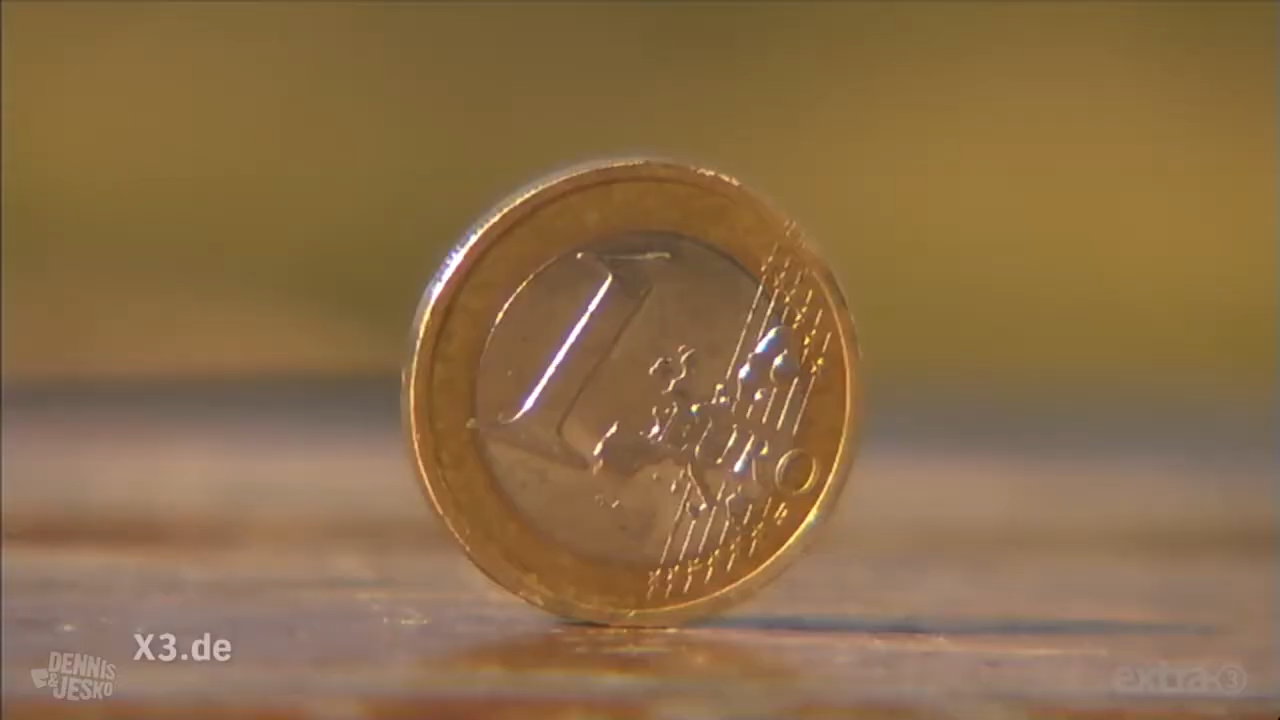 1
EURO
X3.de
DENNIS
& JESKO
extra 3